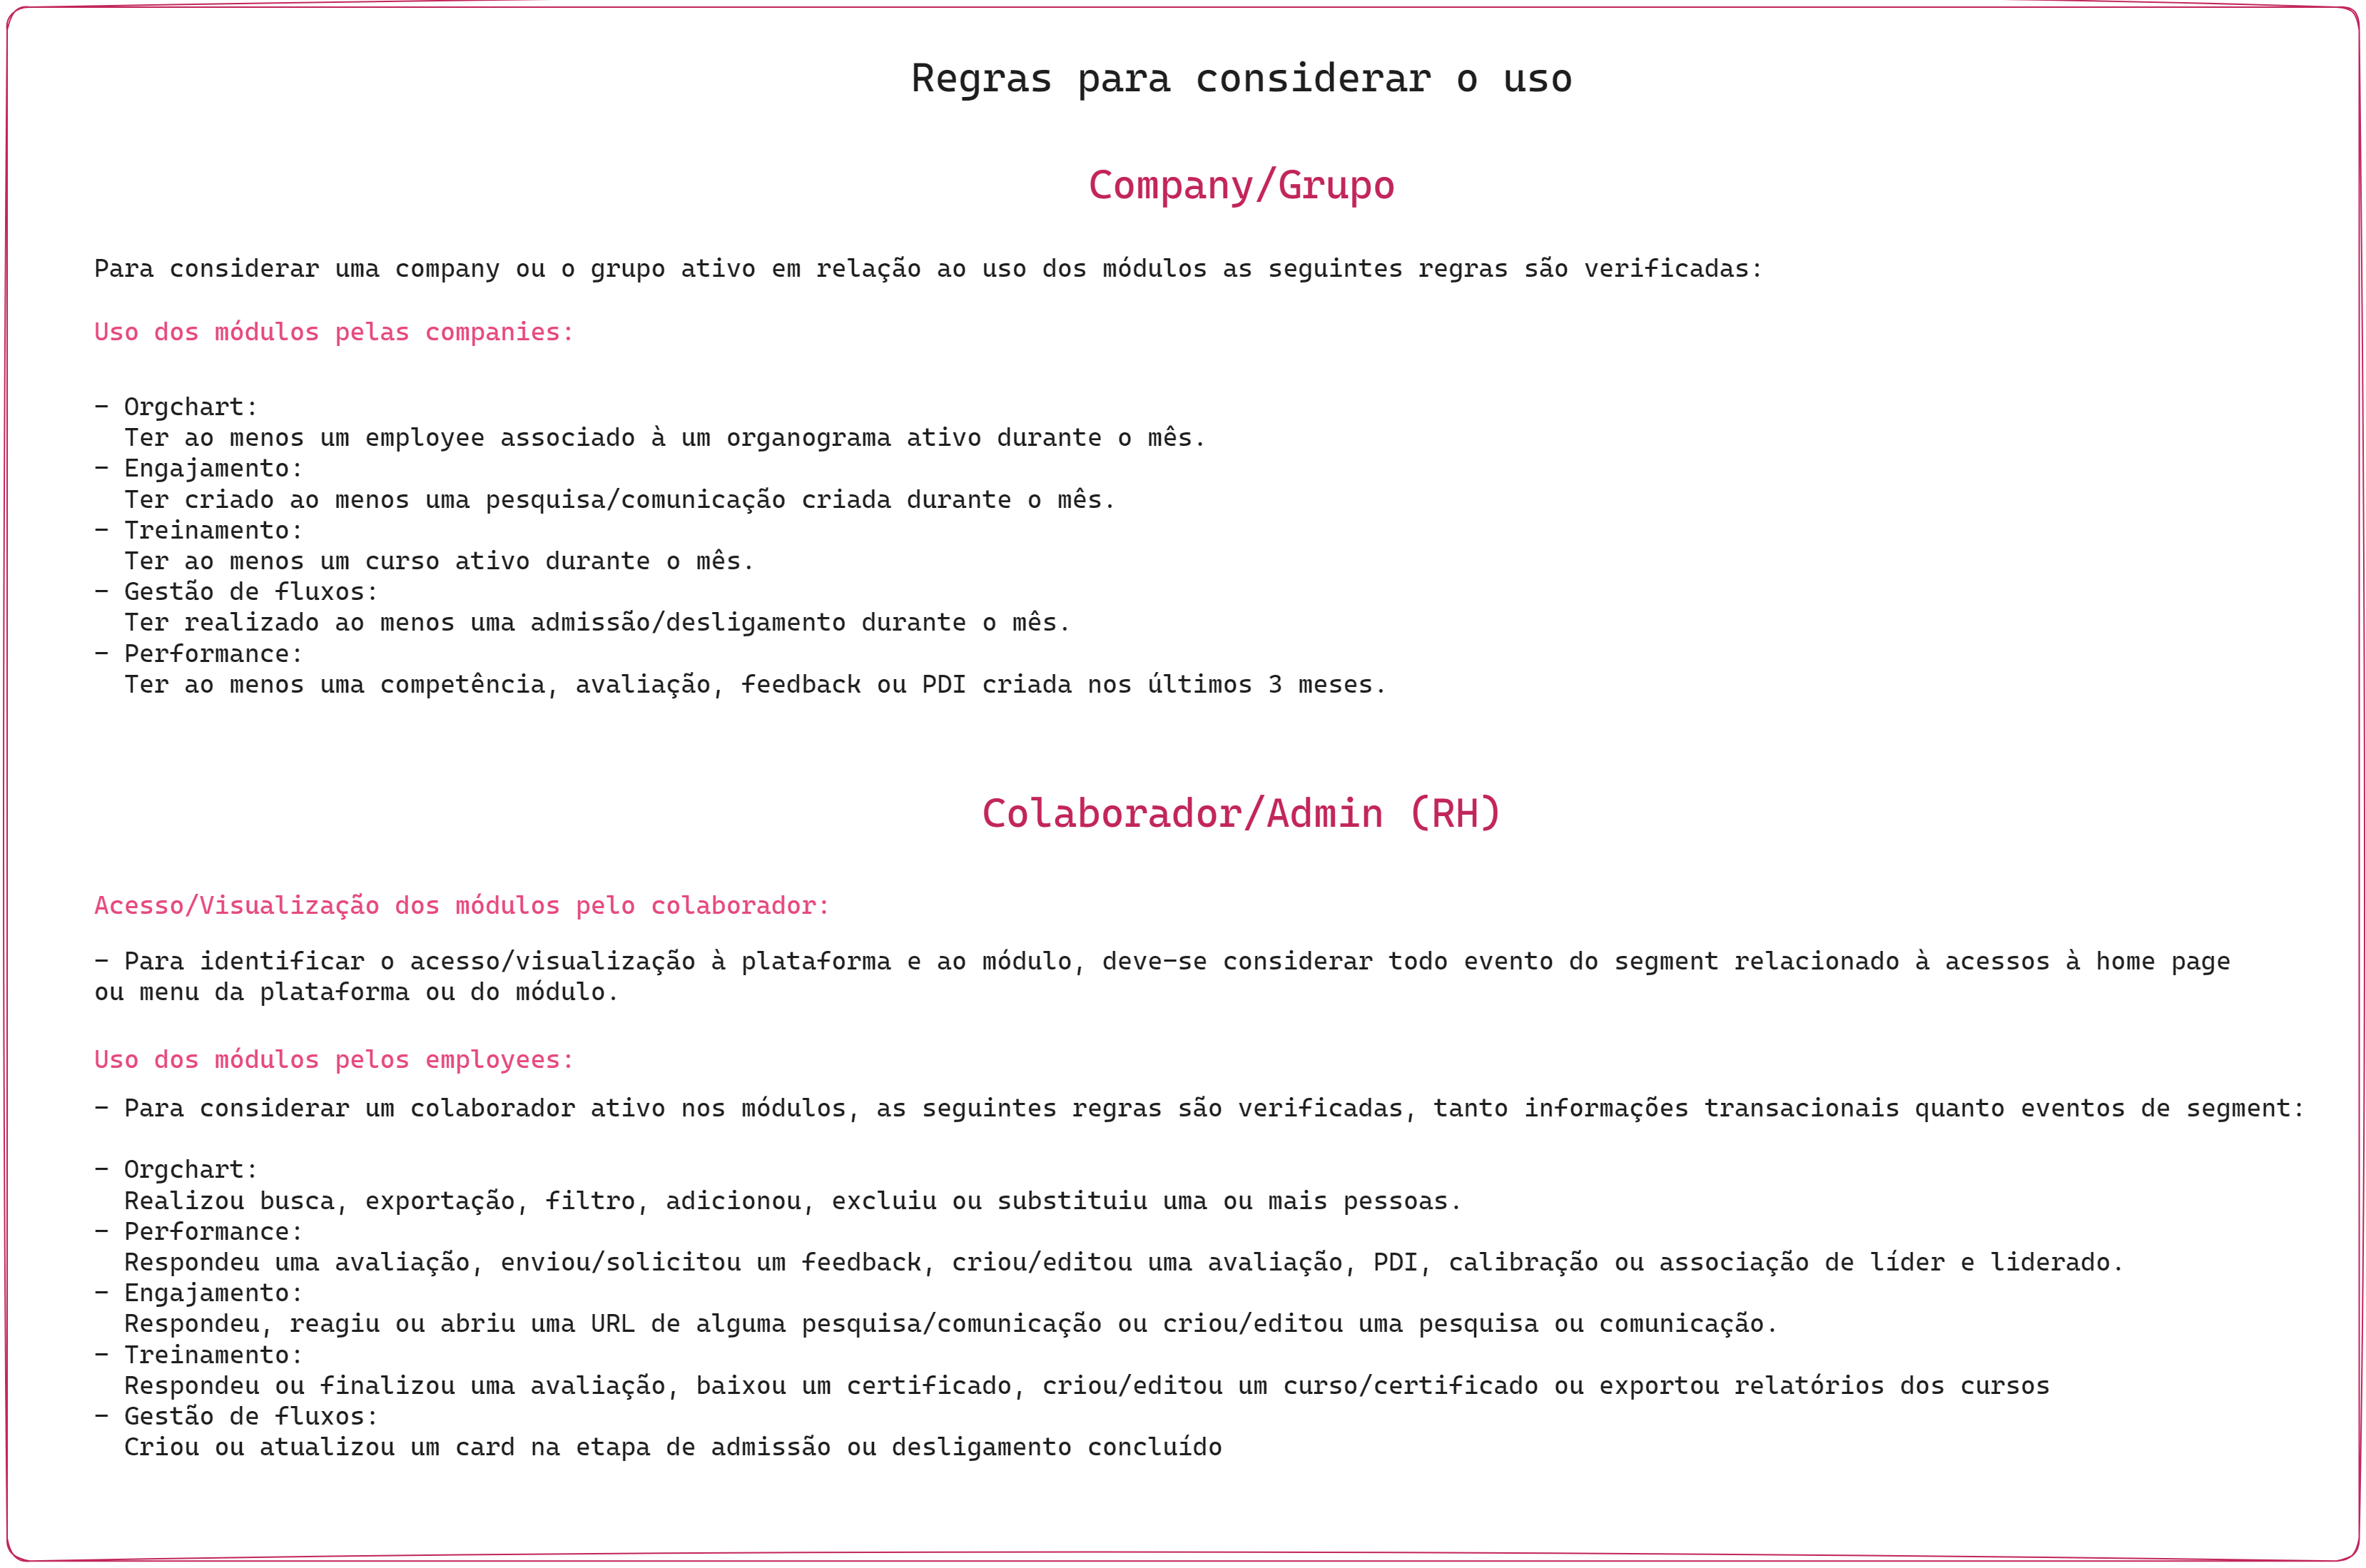 Regras para considerar o uso
Company/Grupo
Para considerar uma company ou o grupo ativo em relação ao uso dos módulos as seguintes regras são verificadas:
Uso dos módulos pelas companies:
- Orgchart:
Ter ao menos um employee associado à um organograma ativo durante o mês.
- Engajamento:
Ter criado ao menos uma pesquisa/comunicação criada durante o mês.
- Treinamento:
Ter ao menos um curso ativo durante o mês.
- Gestão de fluxos:
Ter realizado ao menos uma admissão/desligamento durante o mês.
- Performance:
Ter ao menos uma competência, avaliação, feedback ou PDI criada nos últimos 3 meses.
Colaborador/Admin (RH)
Acesso/Visualização dos módulos pelo colaborador:
- Para identificar o acesso/visualização à plataforma e ao módulo, deve-se considerar todo evento do segment relacionado à acessos à home page
ou menu da plataforma ou do módulo.
Uso dos módulos pelos employees:
- Para considerar um colaborador ativo nos módulos, as seguintes regras são verificadas, tanto informações transacionais quanto eventos de segment:
- Orgchart:
Realizou busca, exportação, filtro, adicionou, excluiu ou substituiu uma ou mais pessoas.
- Performance:
Respondeu uma avaliação, enviou/solicitou um feedback, criou/editou uma avaliação, PDI, calibração ou associação de líder e liderado.
- Engajamento:
Respondeu, reagiu ou abriu uma URL de alguma pesquisa/comunicação ou criou/editou uma pesquisa ou comunicação.
- Treinamento:
Respondeu ou finalizou uma avaliação, baixou um certificado, criou/editou um curso/certificado ou exportou relatórios dos cursos
- Gestão de fluxos:
Criou ou atualizou um card na etapa de admissão ou desligamento concluído